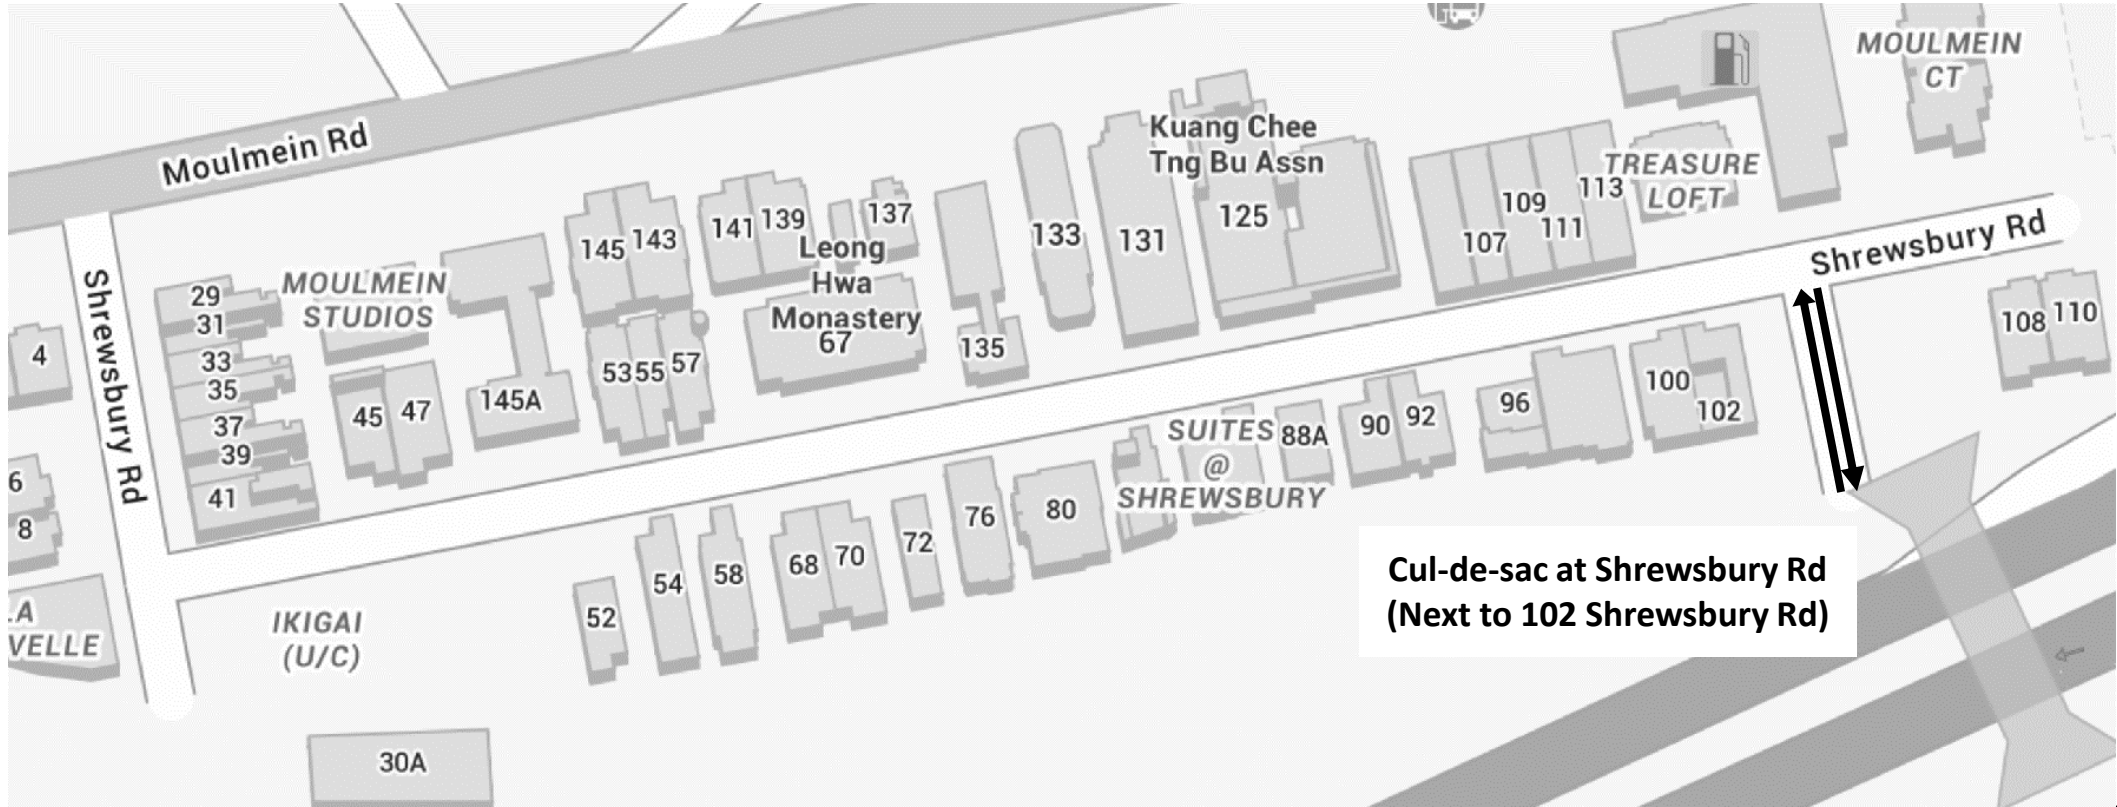 Moulmein Rd
MOULMEIN
CT
Kuang Chee
Tng Bu Assn
TREASURE
LOFT
113
109
111
107
125
131
133
137
139
141
143
145
Leong
Hwa
Monastery
67
135
Shrewsbury Rd
Shrewsbury Rd
29
31
33
35
37
39
41
MOULMEIN
STUDIOS
45
47
145A
53
55
57
4
6
8
LA
VELLE
IKIGAI
(U/C)
30A
52
54
58
68
70
72
76
80
SUITES
@
SHREWSBURY
88A
90
92
96
100
102
108
110
Cul-de-sac at Shrewsbury Rd
(Next to 102 Shrewsbury Rd)